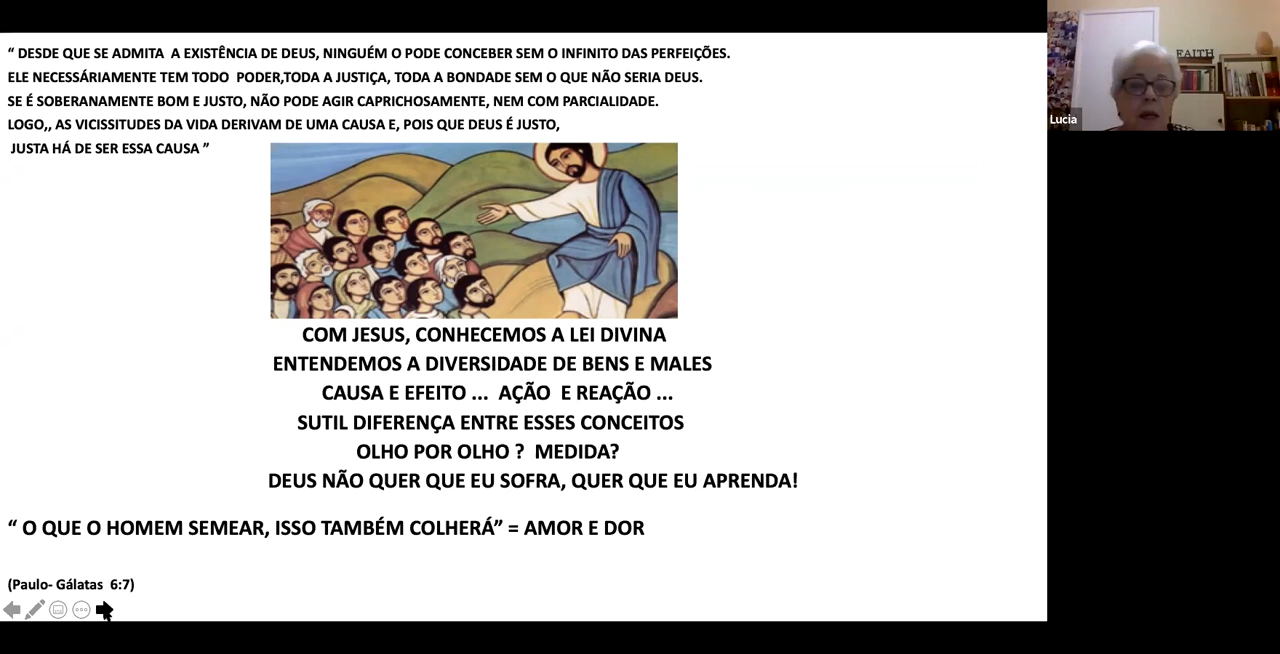 “ DESDE QUE SE ADMITA A EXISTÊNCIA DE DEUS, NINGUÉM O PODE CONCEBER SEM O INFINITO DAS PERFEIÇÕES.
ELE NECESSÁRIAMENTE TEM TODO PODER,TODA A JUSTIÇA, TODA A BONDADE SEM O QUE NÃO SERIA DEUS.
SE É SOBERANAMENTE BOM E JUSTO, NÃO PODE AGIR CAPRICHOSAMENTE, NEM COM PARCIALIDADE.
LOGO,, AS VICISSITUDES DA VIDA DERIVAM DE UMA CAUSA E, POIS QUE DEUS É JUSTO,
JUSTA HÁ DE SER ESSA CAUSA ”
COM JESUS, CONHECEMOS A LEI DIVINA
ENTENDEMOS A DIVERSIDADE DE BENS E MALES
CAUSA E EFEITO ... AÇÃO E REAÇÃO ...
SUTIL DIFERENÇA ENTRE ESSES CONCEITOS
OLHO POR OLHO ? MEDIDA?
DEUS NÃO QUER QUE EU SOFRA, QUER QUE EU APRENDA!
“ O QUE O HOMEM SEMEAR, ISSO TAMBÉM COLHERÁ” = AMOR E DOR
(Paulo- Gálatas 6:7)
FAITH
Lucia